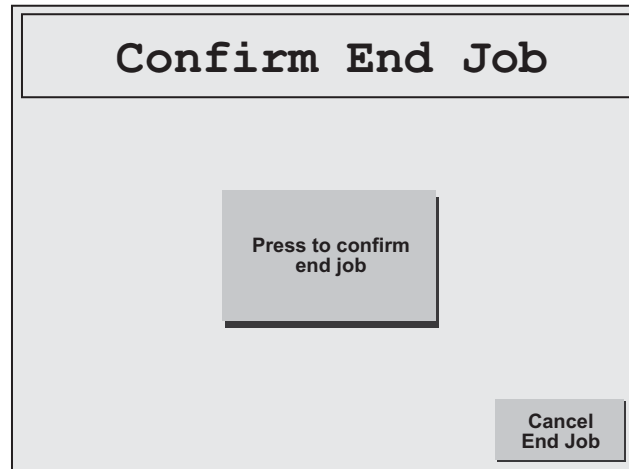 Confirm End Job
Press to confirm
end job
Cancel
End Job